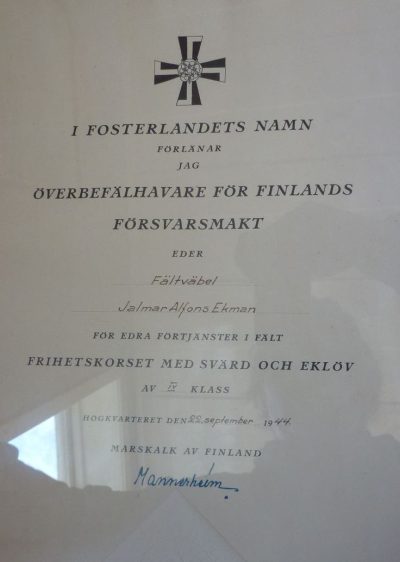 I FOSTERLANDETS NAMN
FÖRLÄNAR
JAG
ÖVERBEFÄLHAVARE FÖR FINLANDS
FÖRSVARSMAKT
EDER
Fältväbel
Jalmar Alfons Ekman
FÖR EDRA FÖRTJÄNSTER I FÄLT
FRIHETSKORSET MED SVÄRD OCH EKLÖV
AV IV KLASS
HÖGKVARTERET DEN 22. september 1944.
MARSKALK AV FINLAND
Mannerheim.